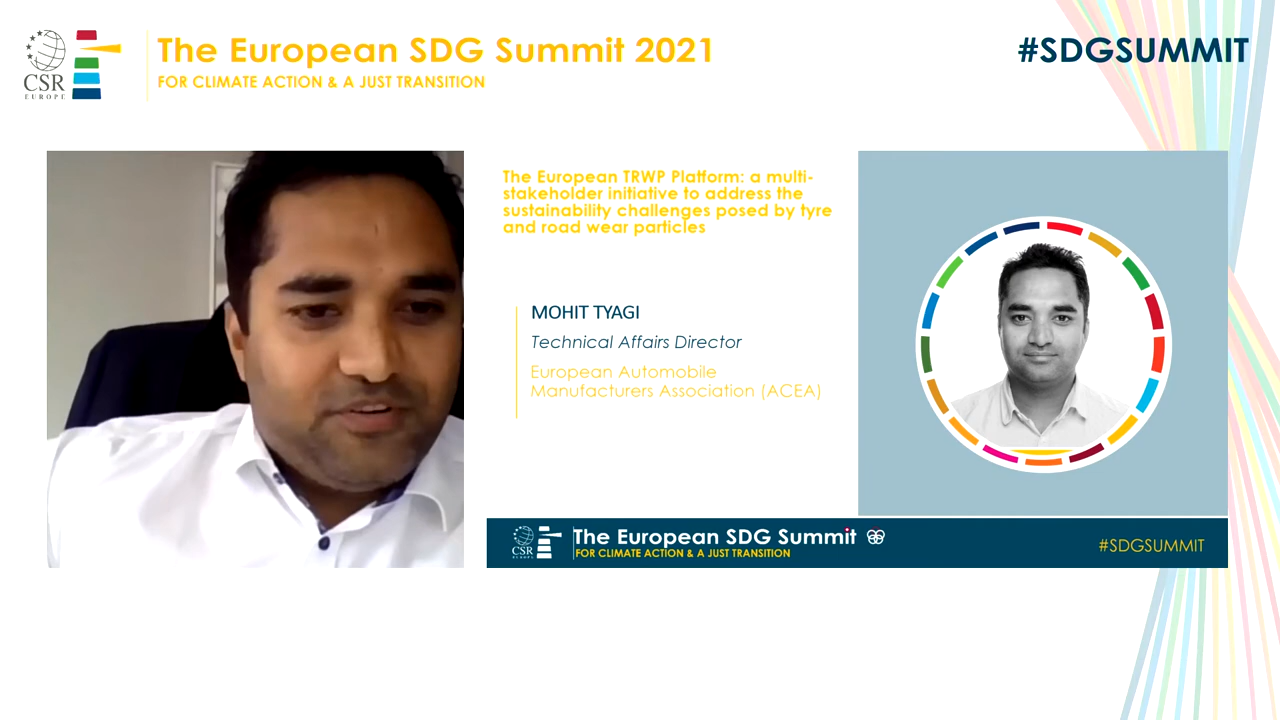 CSR
EUROPE
The European SDG Summit 2021
FOR CLIMATE ACTION & A JUST TRANSITION
#SDGSUMMIT
The European TRWP Platform: a multi-
stakeholder initiative to address the
sustainability challenges posed by tyre
and road wear particles
MOHIT TYAGI
Technical Affairs Director
European Automobile
Manufacturers Association (ACEA)
CSR
EUROPE
The European SDG Summit
FOR CLIMATE ACTION & A JUST TRANSITION
#SDGSUMMIT